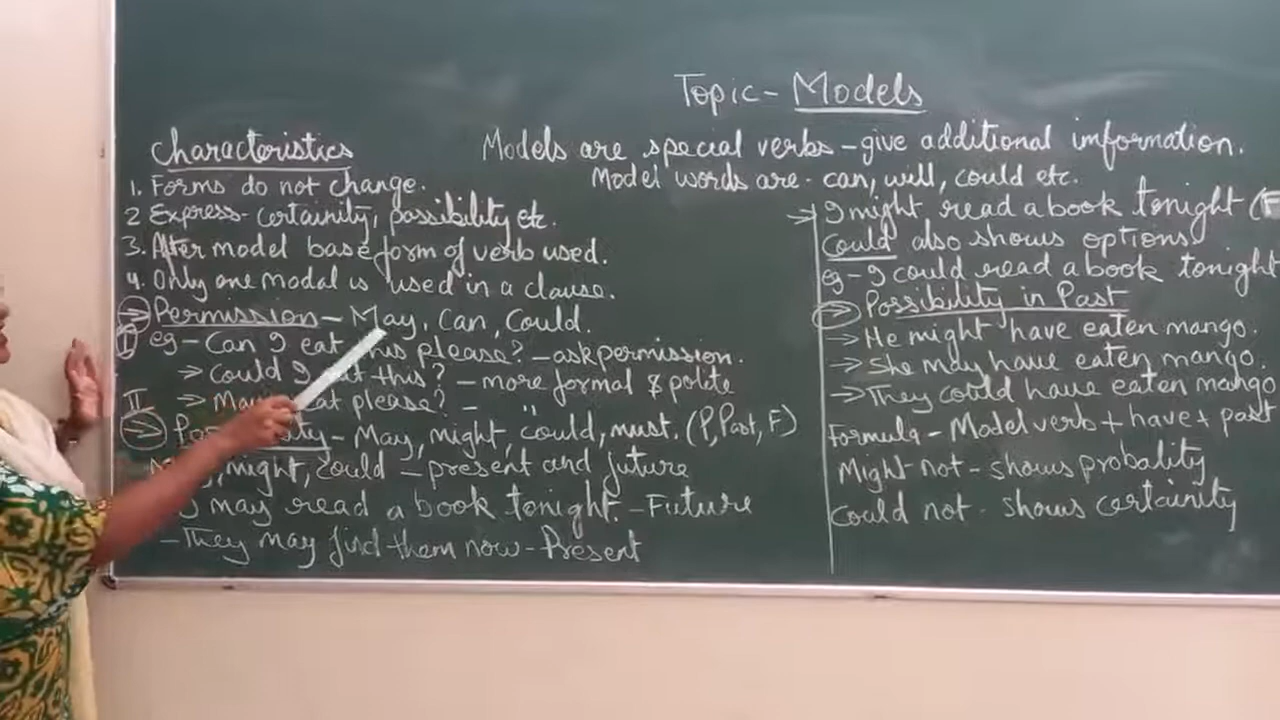 Topic - Models
Models are special verbs - give additional imformation.
Model words are - can, will, could etc.
Characteristics
1. Forms do not change.
2 Express - certainity, possibility etc.
3. After model base form of verb used.
4. Only one modal is used in a clause.
→ Permission - May, Can, Could.
I eg - Can I eat this please? - ask permission.
→ Could I eat this? - more formal & polite
II → May eat please? - "
→ Possibility - May, might, could, must. (P, Past, F)
might, could - present and future
I may read a book tonight. - Future
- They may find them now - Present
→ I might read a book tonight (F
Could also shows options
eg - I could read a book tonight
→ Possibility in Past
→ He might have eaten mango.
→ She may have eaten mango.
→ They could have eaten mango
Formula - Model verb + have + past
Might not - shows probality
Could not - shows certainity